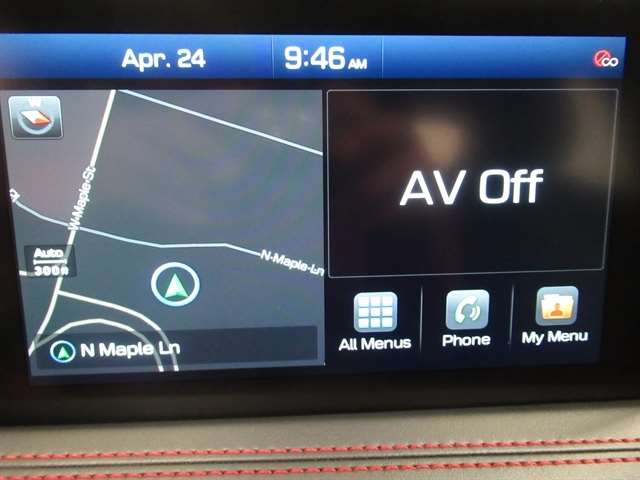 Apr. 24
9:46 AM
W
W-Maple-St
Auto
300ft
N-Maple-Ln
N Maple Ln
AV Off
All Menus
Phone
My Menu